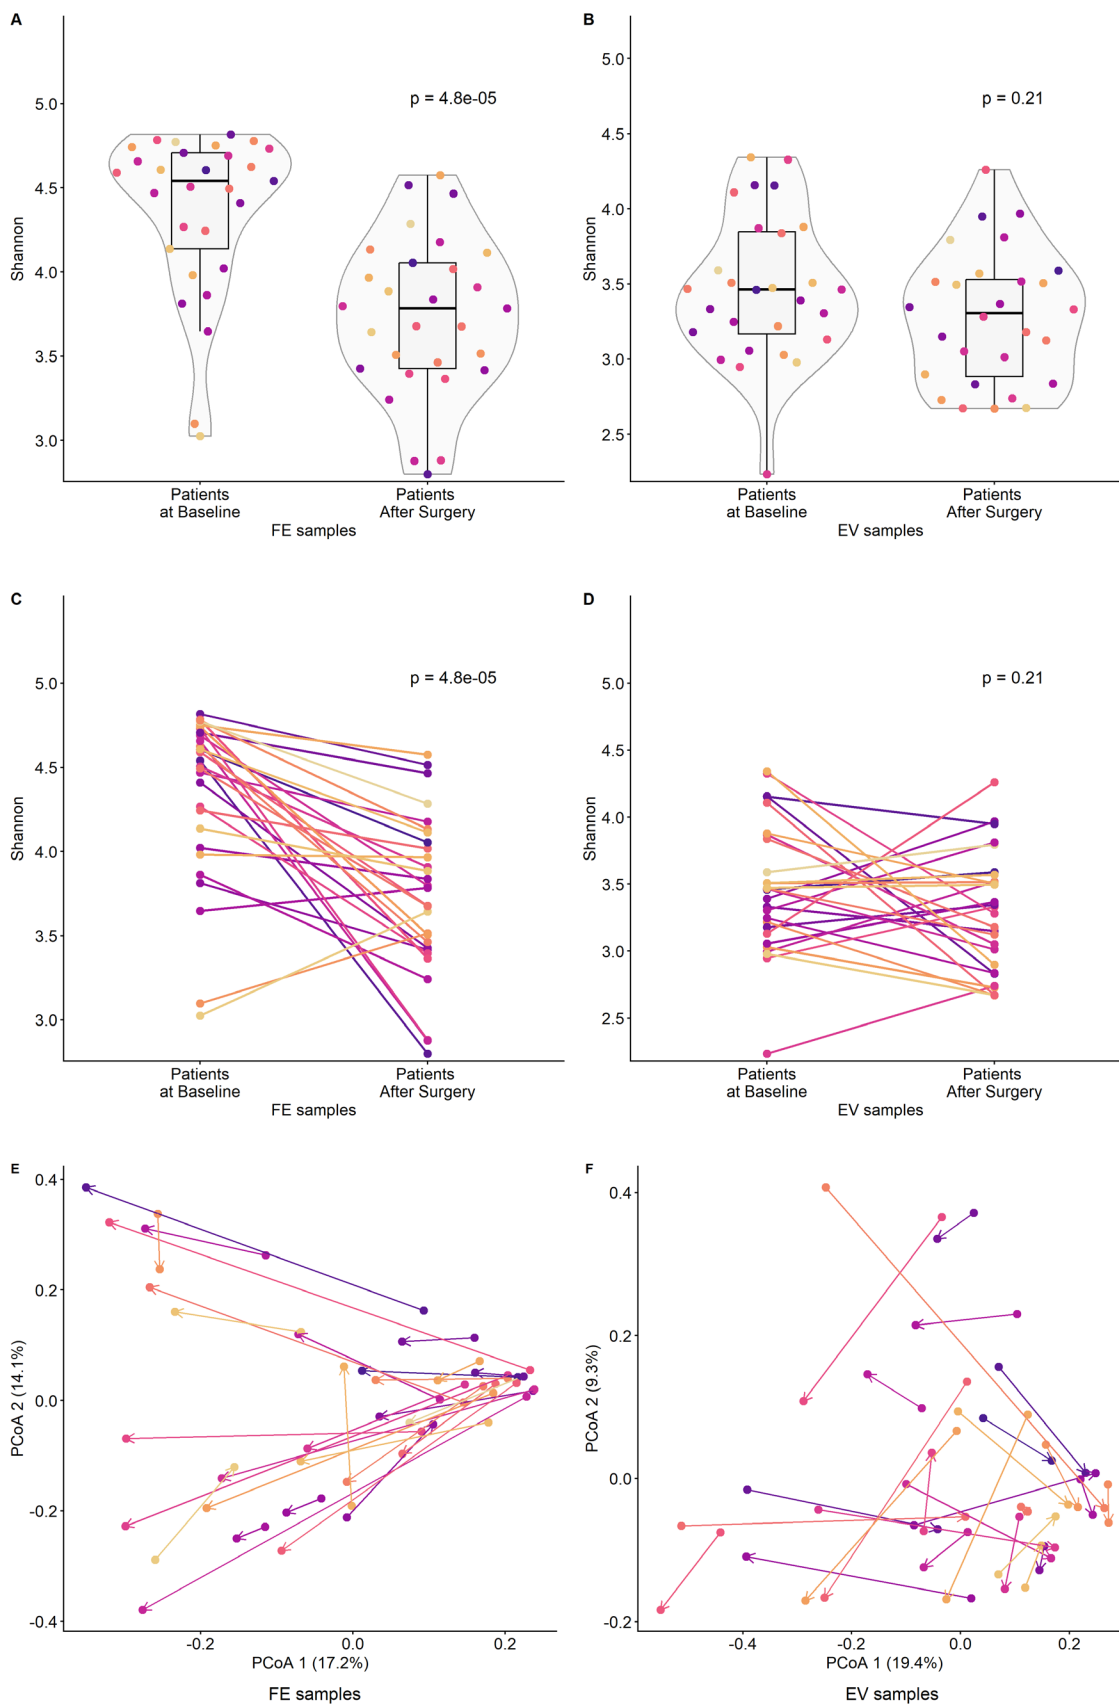 A
B
p = 4.8e-05
p = 0.21
5.0
4.5
4.0
3.5
3.0
Shannon
5.0
4.5
4.0
3.5
3.0
2.5
Shannon
Patients
at Baseline
Patients
After Surgery
FE samples
Patients
at Baseline
Patients
After Surgery
EV samples
C
D
p = 4.8e-05
p = 0.21
5.0
4.5
4.0
3.5
3.0
Shannon
5.0
4.5
4.0
3.5
3.0
2.5
Shannon
Patients
at Baseline
Patients
After Surgery
FE samples
Patients
at Baseline
Patients
After Surgery
EV samples
E
F
0.4
0.2
0.0
-0.2
-0.4
PCoA 2 (14.1%)
-0.2
0.0
0.2
PCoA 1 (17.2%)
FE samples
0.4
0.2
0.0
-0.2
PCoA 2 (9.3%)
-0.4
-0.2
0.0
0.2
PCoA 1 (19.4%)
EV samples